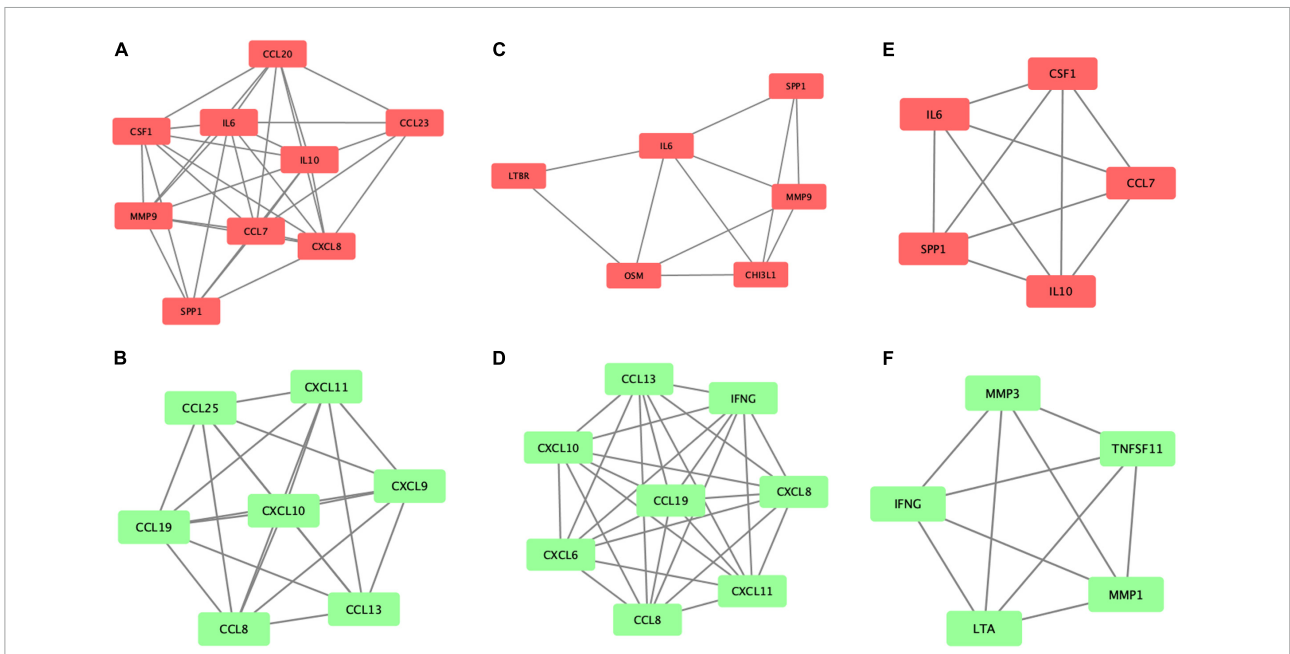 A
CCL20
CSF1
IL6
CCL23
IL10
MMP9
CCL7
CXCL8
SPP1
C
SPP1
IL6
LTBR
MMP9
OSM
CHI3L1
E
CSF1
IL6
CCL7
SPP1
IL10
B
CXCL11
CCL25
CXCL9
CXCL10
CCL19
CCL13
CCL8
D
CCL13
IFNG
CXCL10
CXCL8
CCL19
CXCL6
CXCL11
CCL8
F
MMP3
TNFSF11
IFNG
MMP1
LTA